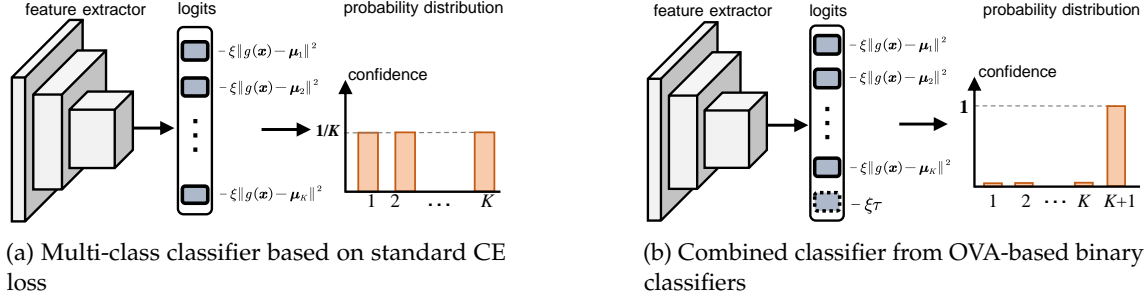 feature extractor logits probability distribution
− ξ‖g(x) − μ₁‖²
− ξ‖g(x) − μ₂‖²
⋮
− ξ‖g(x) − μ_K‖²
confidence
1/K
1 2 ... K
(a) Multi-class classifier based on standard CE
loss
feature extractor logits probability distribution
− ξ‖g(x) − μ₁‖²
− ξ‖g(x) − μ₂‖²
⋮
− ξ‖g(x) − μ_K‖²
− ξτ
confidence
1
1 2 ... K K+1
(b) Combined classifier from OVA-based binary
classifiers